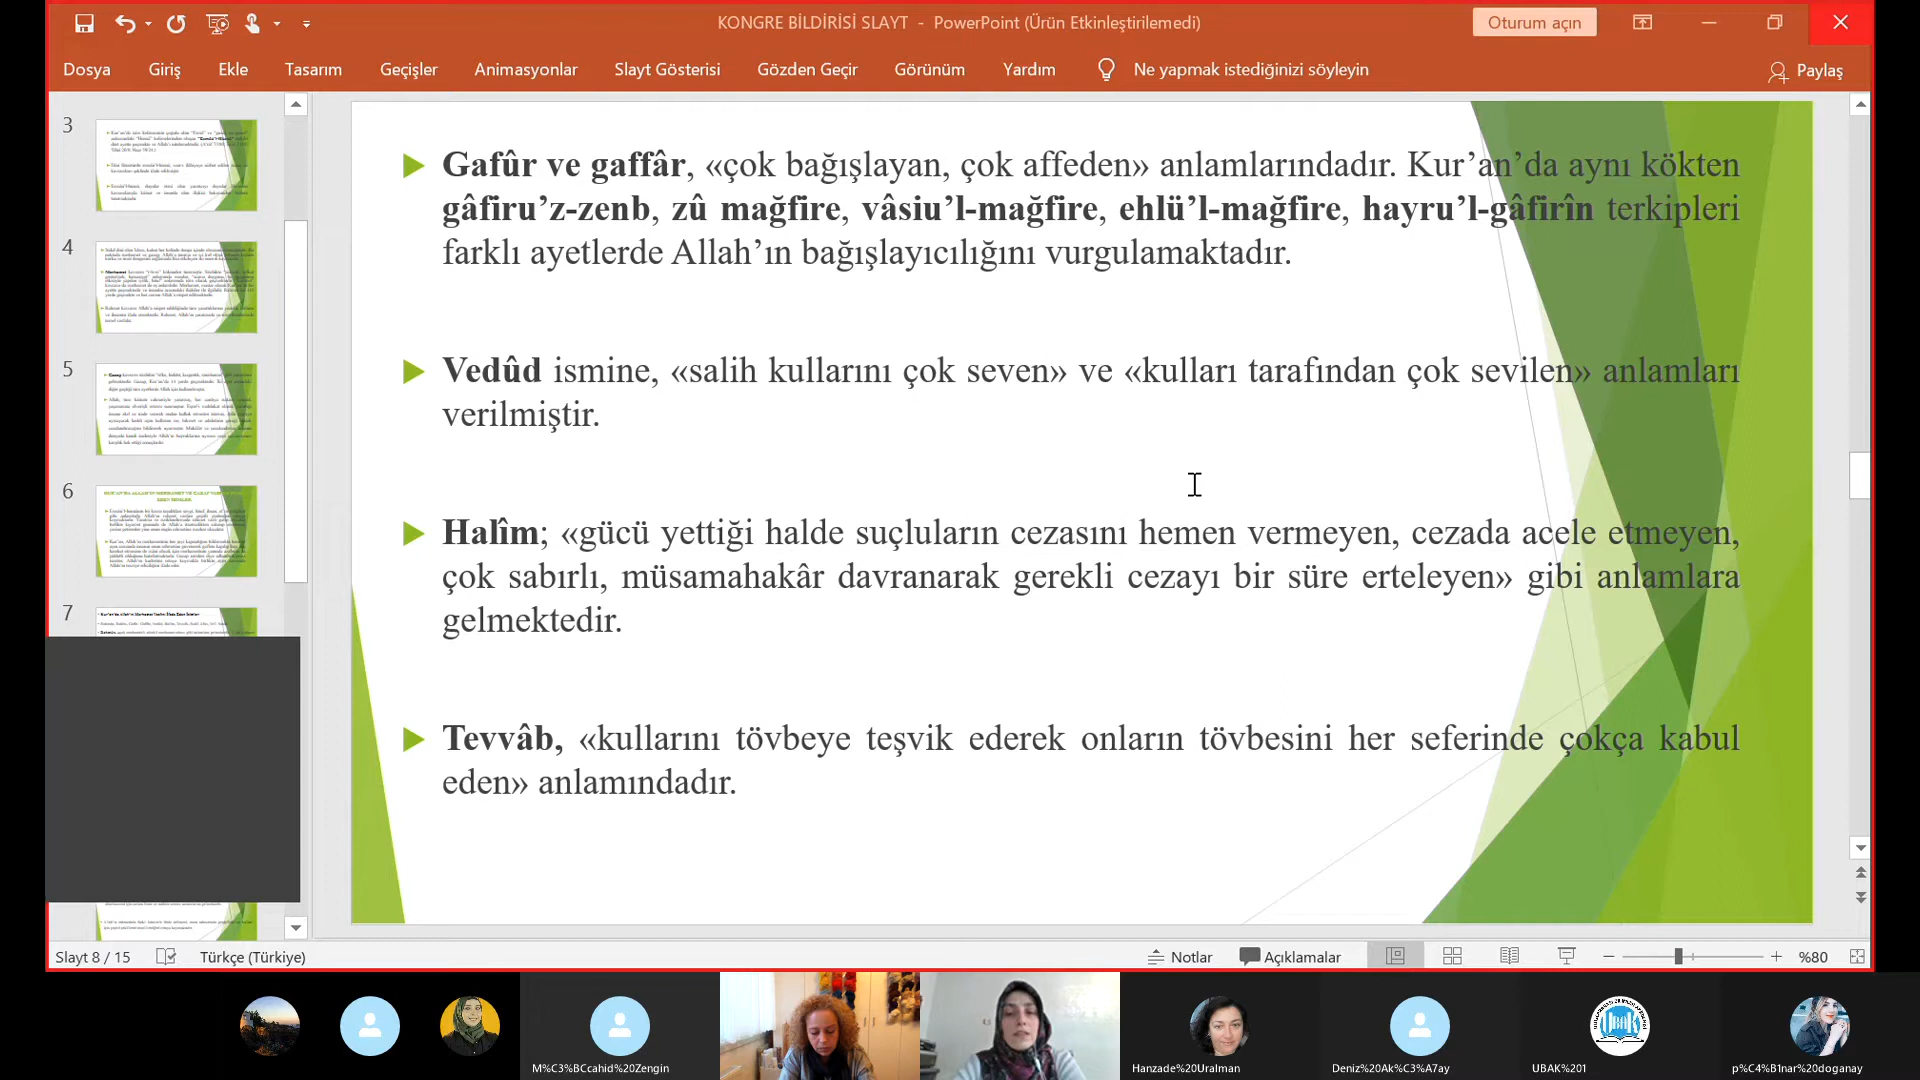 KONGRE BİLDİRİSİ SLAYT - PowerPoint (Ürün Etkinleştirilemedi)
Oturum açın
Dosya Giriş Ekle Tasarım Geçişler Animasyonlar Slayt Gösterisi Gözden Geçir Görünüm Yardım Ne yapmak istediğinizi söyleyin Paylaş
3
4
5
6
7
Gafûr ve gaffâr, «çok bağışlayan, çok affeden» anlamlarındadır. Kur’an’da aynı kökten
gâfiru’z-zenb, zû mağfire, vâsiu’l-mağfire, ehlü’l-mağfire, hayru’l-gâfirîn terkipleri
farklı ayetlerde Allah’ın bağışlayıcılığını vurgulamaktadır.
Vedûd ismine, «salih kullarını çok seven» ve «kulları tarafından çok sevilen» anlamları
verilmiştir.
Halîm; «gücü yettiği halde suçluların cezasını hemen vermeyen, cezada acele etmeyen,
çok sabırlı, müsamahakâr davranarak gerekli cezayı bir süre erteleyen» gibi anlamlara
gelmektedir.
Tevvâb, «kullarını tövbeye teşvik ederek onların tövbesini her seferinde çokça kabul
eden» anlamındadır.
Slayt 8 / 15 Türkçe (Türkiye) Notlar Açıklamalar %80
UBAK
M%C3%BCcahid%20Zengin Hanzade%20Uralman Deniz%20Ak%C3%A7ay UBAK%201 p%C4%B1nar%20doganay